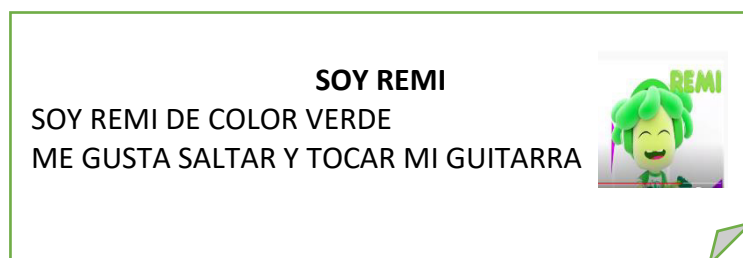 SOY REMI
REMI
SOY REMI DE COLOR VERDE
ME GUSTA SALTAR Y TOCAR MI GUITARRA